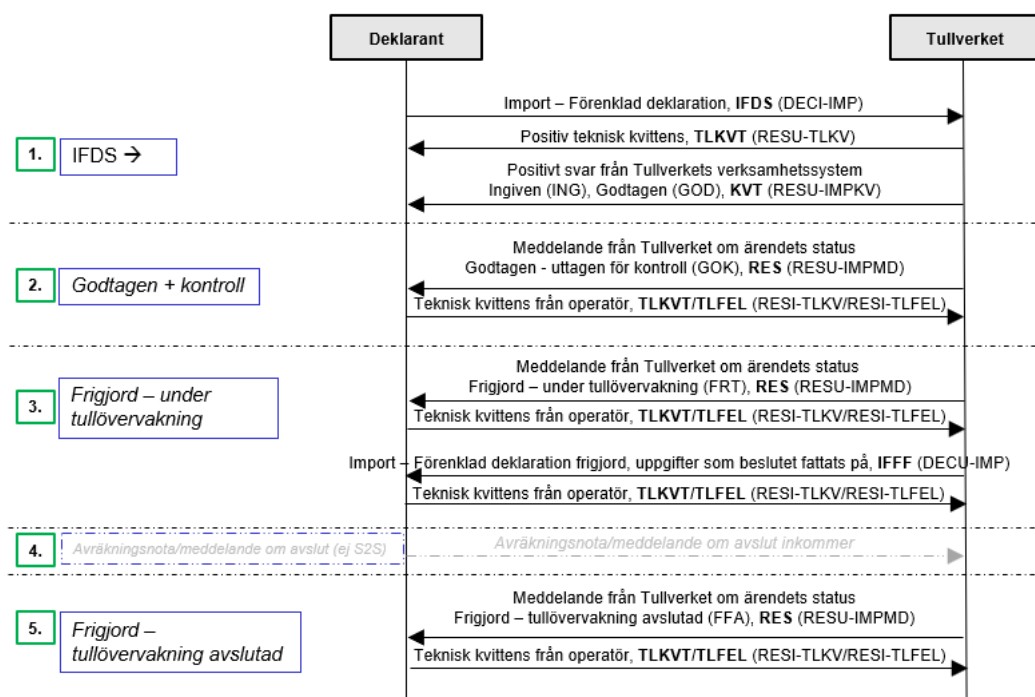 Deklarant
Tullverket
Import – Förenklad deklaration, IFDS (DECI-IMP)
1.
IFDS →
Positiv teknisk kvittens, TLKVT (RESU-TLKV)
Positivt svar från Tullverkets verksamhetssystem
Ingiven (ING), Godtagen (GOD), KVT (RESU-IMPKV)
2.
Godtagen + kontroll
Meddelande från Tullverket om ärendets status
Godtagen - uttagen för kontroll (GOK), RES (RESU-IMPMD)
Teknisk kvittens från operatör, TLKVT/TLFEL (RESI-TLKV/RESI-TLFEL)
3.
Frigjord – under
tullövervakning
Meddelande från Tullverket om ärendets status
Frigjord – under tullövervakning (FRT), RES (RESU-IMPMD)
Teknisk kvittens från operatör, TLKVT/TLFEL (RESI-TLKV/RESI-TLFEL)
Import – Förenklad deklaration frigjord, uppgifter som beslutet fattats på, IFFF (DECU-IMP)
Teknisk kvittens från operatör, TLKVT/TLFEL (RESI-TLKV/RESI-TLFEL)
4.
Avräkningsnota/meddelande om avslut (ej S2S)
Avräkningsnota/meddelande om avslut inkommer
5.
Frigjord –
tullövervakning avslutad
Meddelande från Tullverket om ärendets status
Frigjord – tullövervakning avslutad (FFA), RES (RESU-IMPMD)
Teknisk kvittens från operatör, TLKVT/TLFEL (RESI-TLKV/RESI-TLFEL)